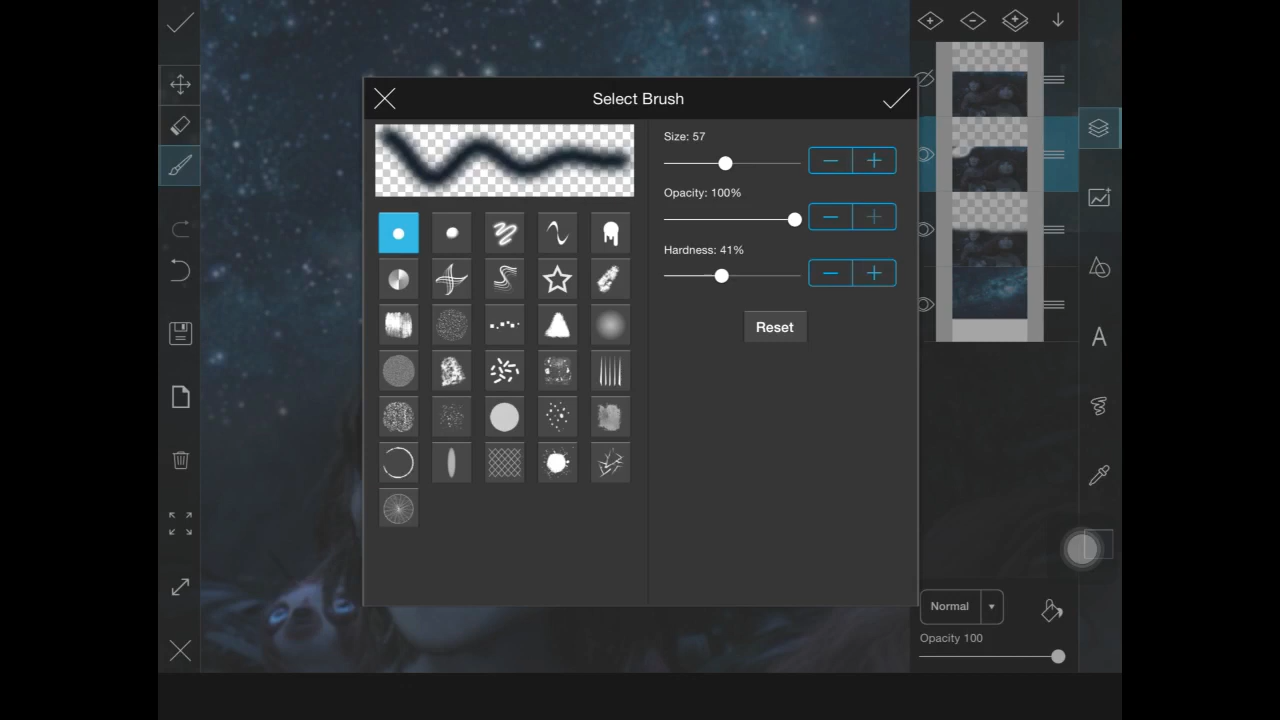 Select Brush
Size: 57
Opacity: 100%
Hardness: 41%
Reset
A
Normal
Opacity 100